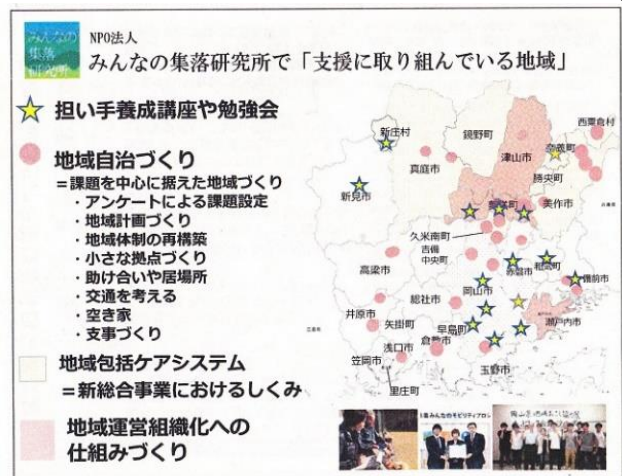 みんなの
集落
研究所
NPO法人
みんなの集落研究所で「支援に取り組んでいる地域」
担い手養成講座や勉強会
地域自治づくり
=課題を中心に据えた地域づくり
・アンケートによる課題設定
・地域計画づくり
・地域体制の再構築
・小さな拠点づくり
・助け合いや居場所
・交通を考える
・空き家
・支事づくり
地域包括ケアシステム
=新総合事業におけるしくみ
地域運営組織化への
仕組みづくり
西粟倉村
新庄村
鏡野町
津山市
奈義町
真庭市
勝央町
新見市
美作市
久米南町
吉備
中央町
赤磐市
和気町
高梁市
備前市
岡山市
総社市
井原市
瀬戸内市
矢掛町
早島町
倉敷市
浅口市
玉野市
笠岡市
里庄町